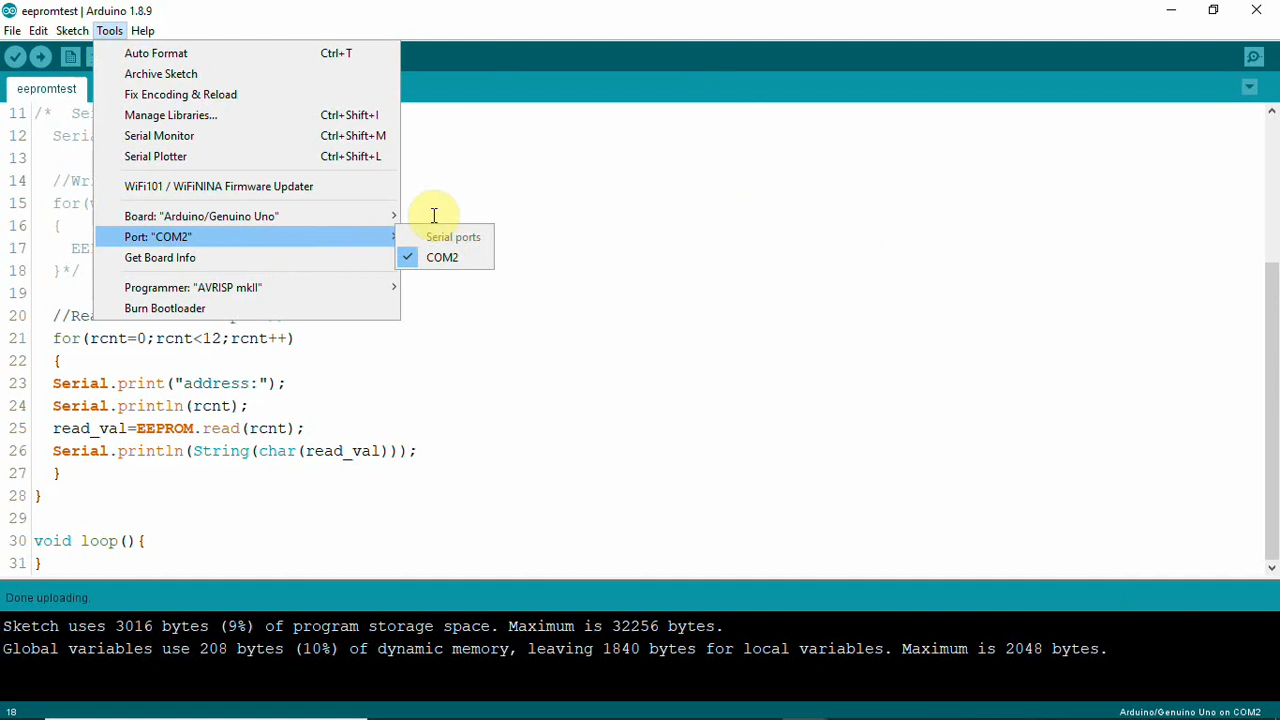 eepromtest | Arduino 1.8.9
File Edit Sketch Tools Help
eepromtest
Auto Format Ctrl+T
Archive Sketch
Fix Encoding & Reload
Manage Libraries... Ctrl+Shift+I
Serial Monitor Ctrl+Shift+M
Serial Plotter Ctrl+Shift+L
WiFi101 / WiFiNINA Firmware Updater
Board: "Arduino/Genuino Uno"
Port: "COM2"
Get Board Info
Programmer: "AVRISP mkII"
Burn Bootloader
Serial ports
COM2
11 /* Se
12 Seria
13
14 //Wri
15 for(
16 {
17 EE
18 }*/
19
20 //Rea
21 for(rcnt=0;rcnt<12;rcnt++)
22 {
23 Serial.print("address:");
24 Serial.println(rcnt);
25 read_val=EEPROM.read(rcnt);
26 Serial.println(String(char(read_val)));
27 }
28 }
29
30 void loop(){
31 }
Done uploading.
Sketch uses 3016 bytes (9%) of program storage space. Maximum is 32256 bytes.
Global variables use 208 bytes (10%) of dynamic memory, leaving 1840 bytes for local variables. Maximum is 2048 bytes.
18 Arduino/Genuino Uno on COM2